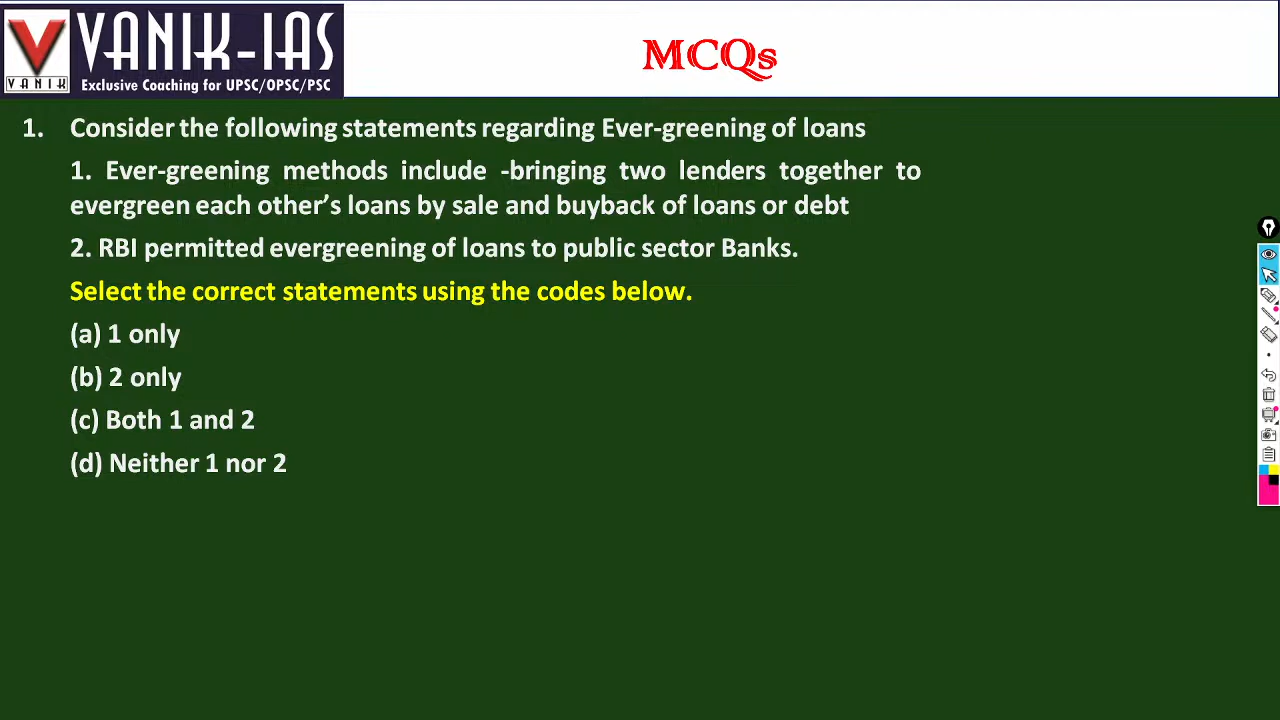 VANIK-IAS
VANIK
Exclusive Coaching for UPSC/OPSC/PSC
MCQs
1. Consider the following statements regarding Ever-greening of loans
1. Ever-greening methods include -bringing two lenders together to
evergreen each other’s loans by sale and buyback of loans or debt
2. RBI permitted evergreening of loans to public sector Banks.
Select the correct statements using the codes below.
(a) 1 only
(b) 2 only
(c) Both 1 and 2
(d) Neither 1 nor 2